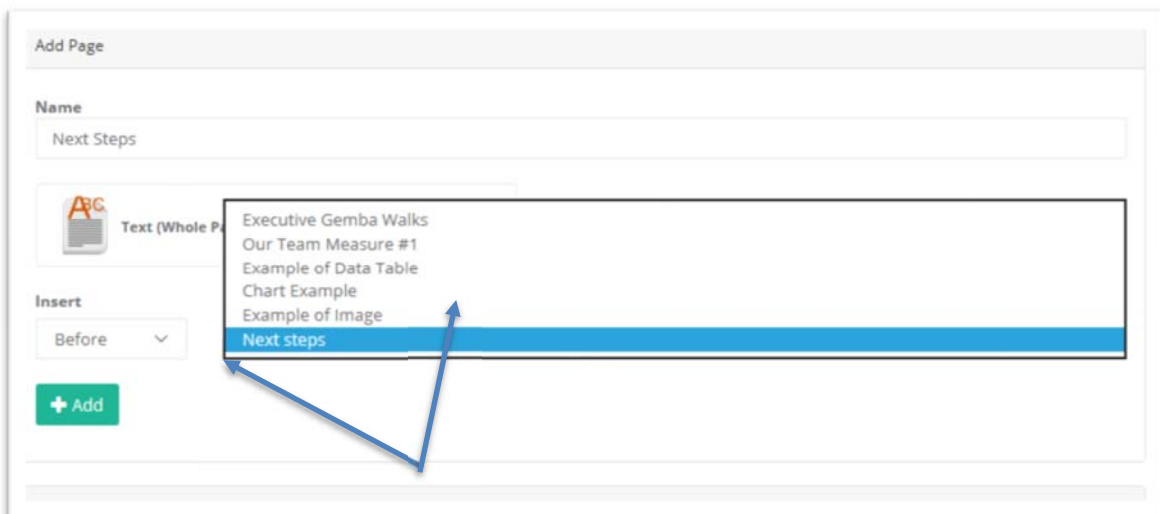 Add Page
Name
Next Steps
ABC
Text (Whole
Executive Gemba Walks
Our Team Measure #1
Example of Data Table
Chart Example
Example of Image
Next steps
Insert
Before
Add